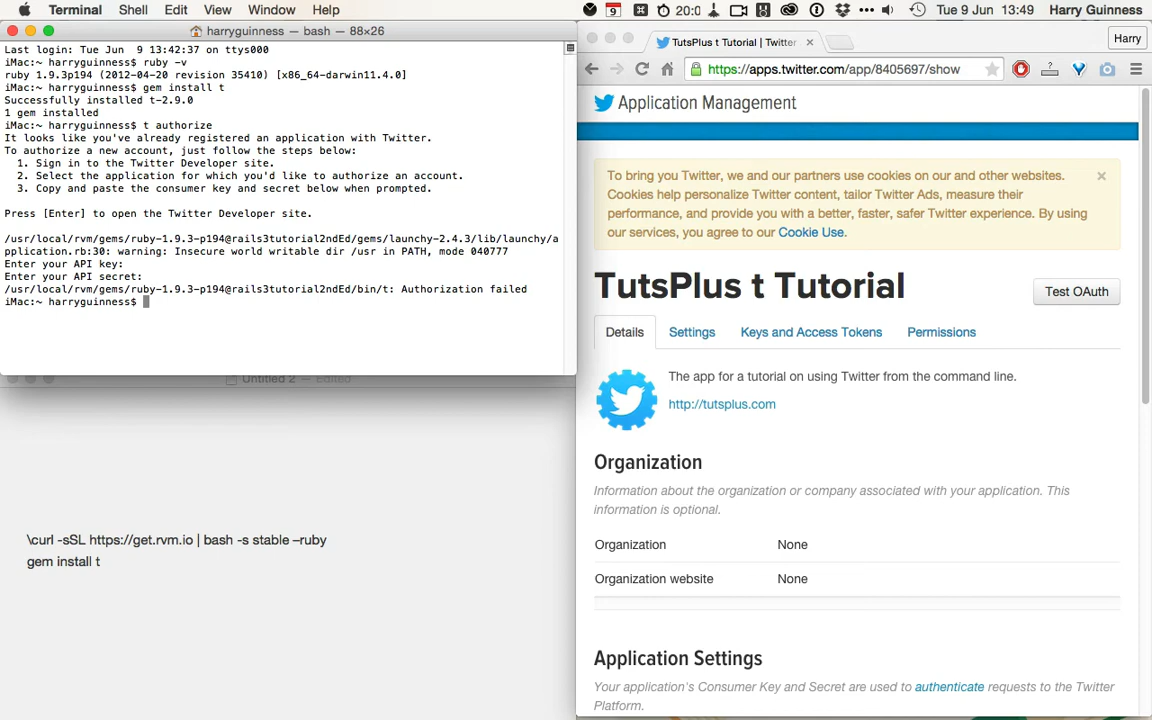 Terminal Shell Edit View Window Help
9 20:0 Tue 9 Jun 13:49 Harry Guinness
harryguinness — bash — 88×26
Last login: Tue Jun  9 13:42:37 on ttys000
iMac:~ harryguinness$ ruby -v
ruby 1.9.3p194 (2012-04-20 revision 35410) [x86_64-darwin11.4.0]
iMac:~ harryguinness$ gem install t
Successfully installed t-2.9.0
1 gem installed
iMac:~ harryguinness$ t authorize
It looks like you've already registered an application with Twitter.
To authorize a new account, just follow the steps below:
1. Sign in to the Twitter Developer site.
2. Select the application for which you'd like to authorize an account.
3. Copy and paste the consumer key and secret below when prompted.
Press [Enter] to open the Twitter Developer site.
/usr/local/rvm/gems/ruby-1.9.3-p194@rails3tutorial2ndEd/gems/launchy-2.4.3/lib/launchy/a
pplication.rb:30: warning: Insecure world writable dir /usr in PATH, mode 040777
Enter your API key:
Enter your API secret:
/usr/local/rvm/gems/ruby-1.9.3-p194@rails3tutorial2ndEd/bin/t: Authorization failed
iMac:~ harryguinness$
Untitled 2 — Edited
\curl -sSL https://get.rvm.io | bash -s stable –ruby
gem install t
TutsPlus t Tutorial | Twitter
Harry
https://apps.twitter.com/app/8405697/show
Application Management
To bring you Twitter, we and our partners use cookies on our and other websites.
Cookies help personalize Twitter content, tailor Twitter Ads, measure their
performance, and provide you with a better, faster, safer Twitter experience. By using
our services, you agree to our Cookie Use.
TutsPlus t Tutorial
Test OAuth
Details Settings Keys and Access Tokens Permissions
The app for a tutorial on using Twitter from the command line.
http://tutsplus.com
Organization
Information about the organization or company associated with your application. This
information is optional.
Organization None
Organization website None
Application Settings
Your application's Consumer Key and Secret are used to authenticate requests to the Twitter
Platform.